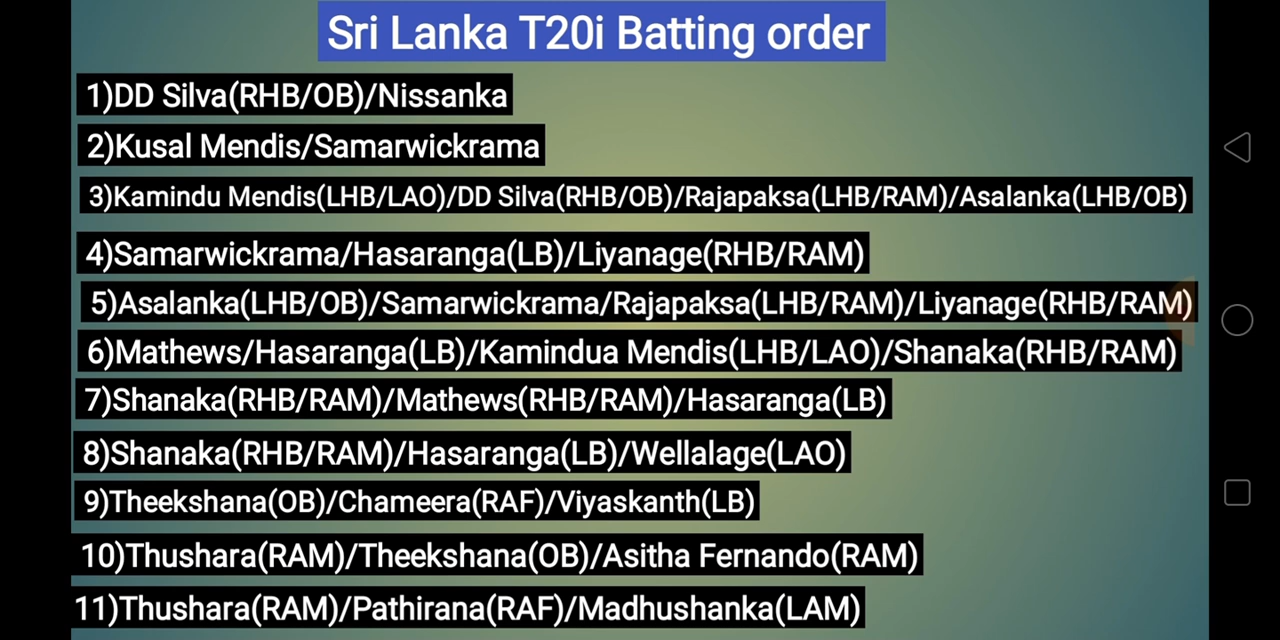 Sri Lanka T20i Batting order
1)DD Silva(RHB/OB)/Nissanka
2)Kusal Mendis/Samarwickrama
3)Kamindu Mendis(LHB/LAO)/DD Silva(RHB/OB)/Rajapaksa(LHB/RAM)/Asalanka(LHB/OB)
4)Samarwickrama/Hasaranga(LB)/Liyanage(RHB/RAM)
5)Asalanka(LHB/OB)/Samarwickrama/Rajapaksa(LHB/RAM)/Liyanage(RHB/RAM)
6)Mathews/Hasaranga(LB)/Kamindua Mendis(LHB/LAO)/Shanaka(RHB/RAM)
7)Shanaka(RHB/RAM)/Mathews(RHB/RAM)/Hasaranga(LB)
8)Shanaka(RHB/RAM)/Hasaranga(LB)/Wellalage(LAO)
9)Theekshana(OB)/Chameera(RAF)/Viyaskanth(LB)
10)Thushara(RAM)/Theekshana(OB)/Asitha Fernando(RAM)
11)Thushara(RAM)/Pathirana(RAF)/Madhushanka(LAM)